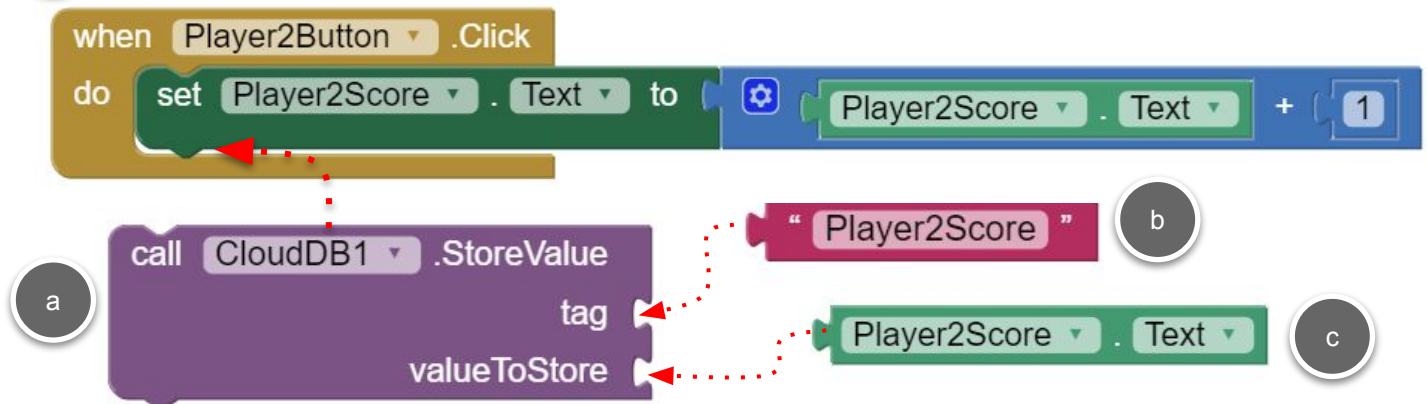 when Player2Button .Click
do set Player2Score . Text to Player2Score . Text + 1
call CloudDB1 .StoreValue
tag
valueToStore
“ Player2Score ”
Player2Score . Text
a
b
c